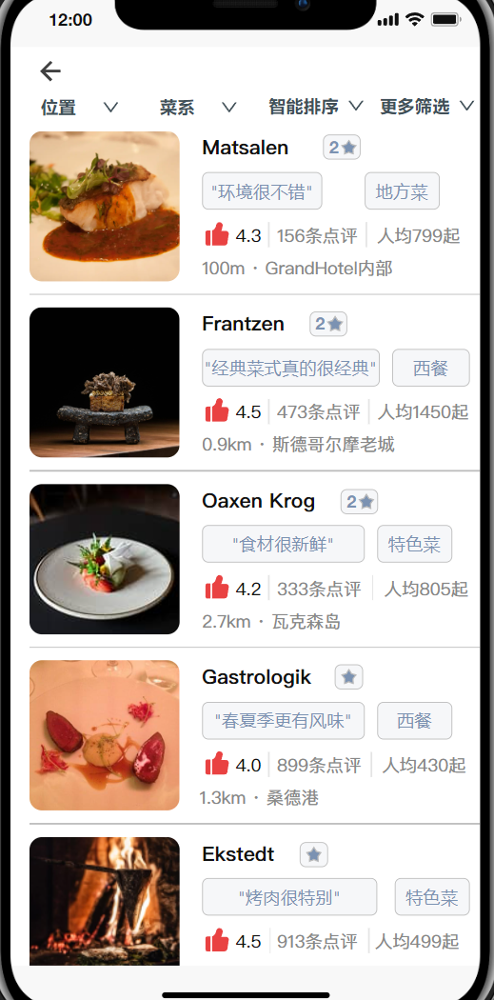 12:00
位置 菜系 智能排序 更多筛选
Matsalen 2
"环境很不错" 地方菜
4.3 156条点评 人均799起
100m · GrandHotel内部
Frantzen 2
"经典菜式真的很经典" 西餐
4.5 473条点评 人均1450起
0.9km · 斯德哥尔摩老城
Oaxen Krog 2
"食材很新鲜" 特色菜
4.2 333条点评 人均805起
2.7km · 瓦克森岛
Gastrologik
"春夏季更有风味" 西餐
4.0 899条点评 人均430起
1.3km · 桑德港
Ekstedt
"烤肉很特别" 特色菜
4.5 913条点评 人均499起